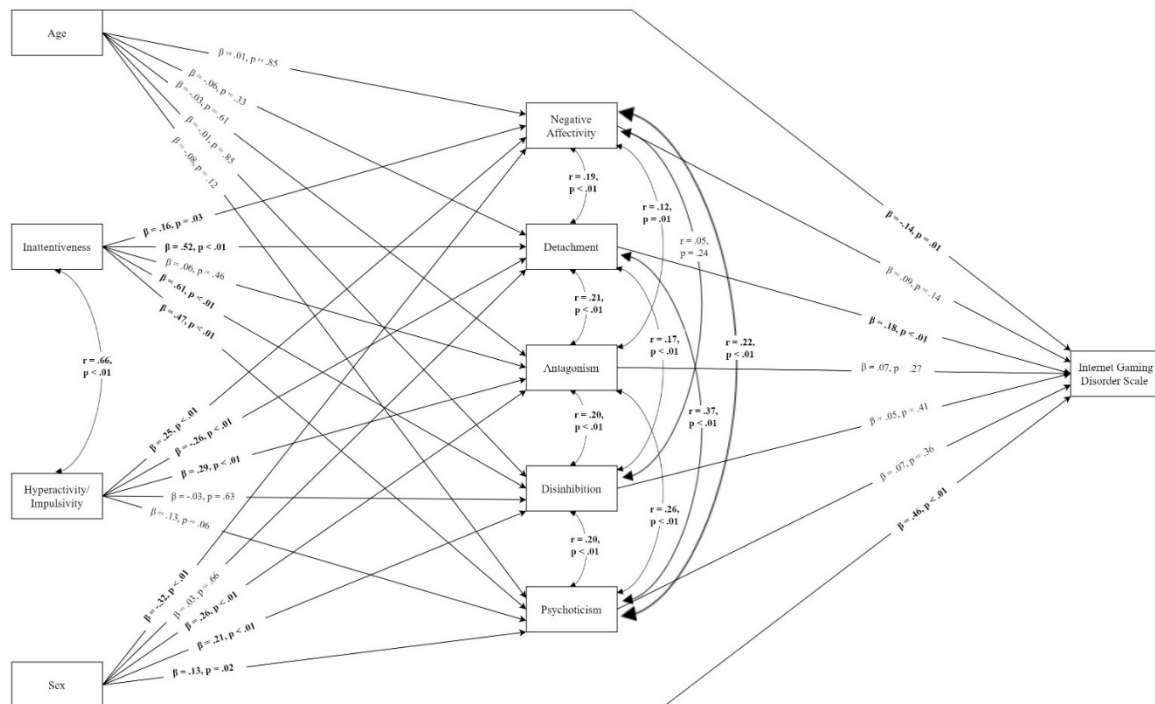 Age
β = .01, p = .85
β = -.06, p = .33
β = -.03, p = .61
β = -.01, p = .85
β = -.08, p = .12
Negative
Affectivity
r = .19,
p < .01
r = .12,
p = .01
β = .16, p = .03
β = -.14, p = .01
Inattentiveness
β = .52, p < .01
β = .06, p = .46
β = .61, p < .01
β = .47, p < .01
Detachment
r = .05,
p = .24
β = .09, p = .14
r = .21,
p < .01
r = .17,
p < .01
r = .22,
p < .01
β = .18, p < .01
r = .66,
p < .01
Antagonism
β = .07, p = .27
Internet Gaming
Disorder Scale
r = .20,
p < .01
r = .37,
p < .01
β = .05, p = .41
β = .25, p < .01
β = -.26, p < .01
β = .29, p < .01
Hyperactivity/
Impulsivity
β = -.03, p = .63
β = .13, p = .06
Disinhibition
β = .07, p = .36
β = .46, p < .01
r = .20,
p < .01
r = .26,
p < .01
β = -.32, p < .01
β = .03, p = .66
β = .26, p < .01
β = .21, p < .01
β = .13, p = .02
Psychoticism
Sex